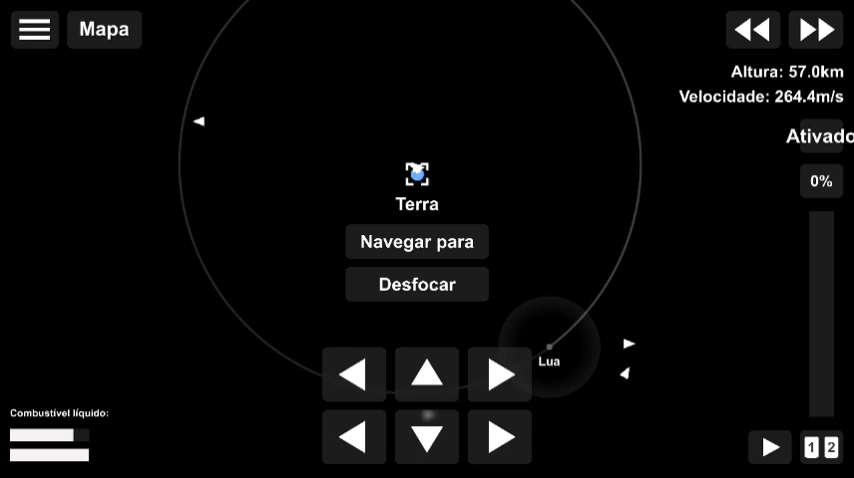 Mapa
Altura: 57.0km
Velocidade: 264.4m/s
Ativado
0%
Terra
Navegar para
Desfocar
Lua
Combustível líquido:
1 2